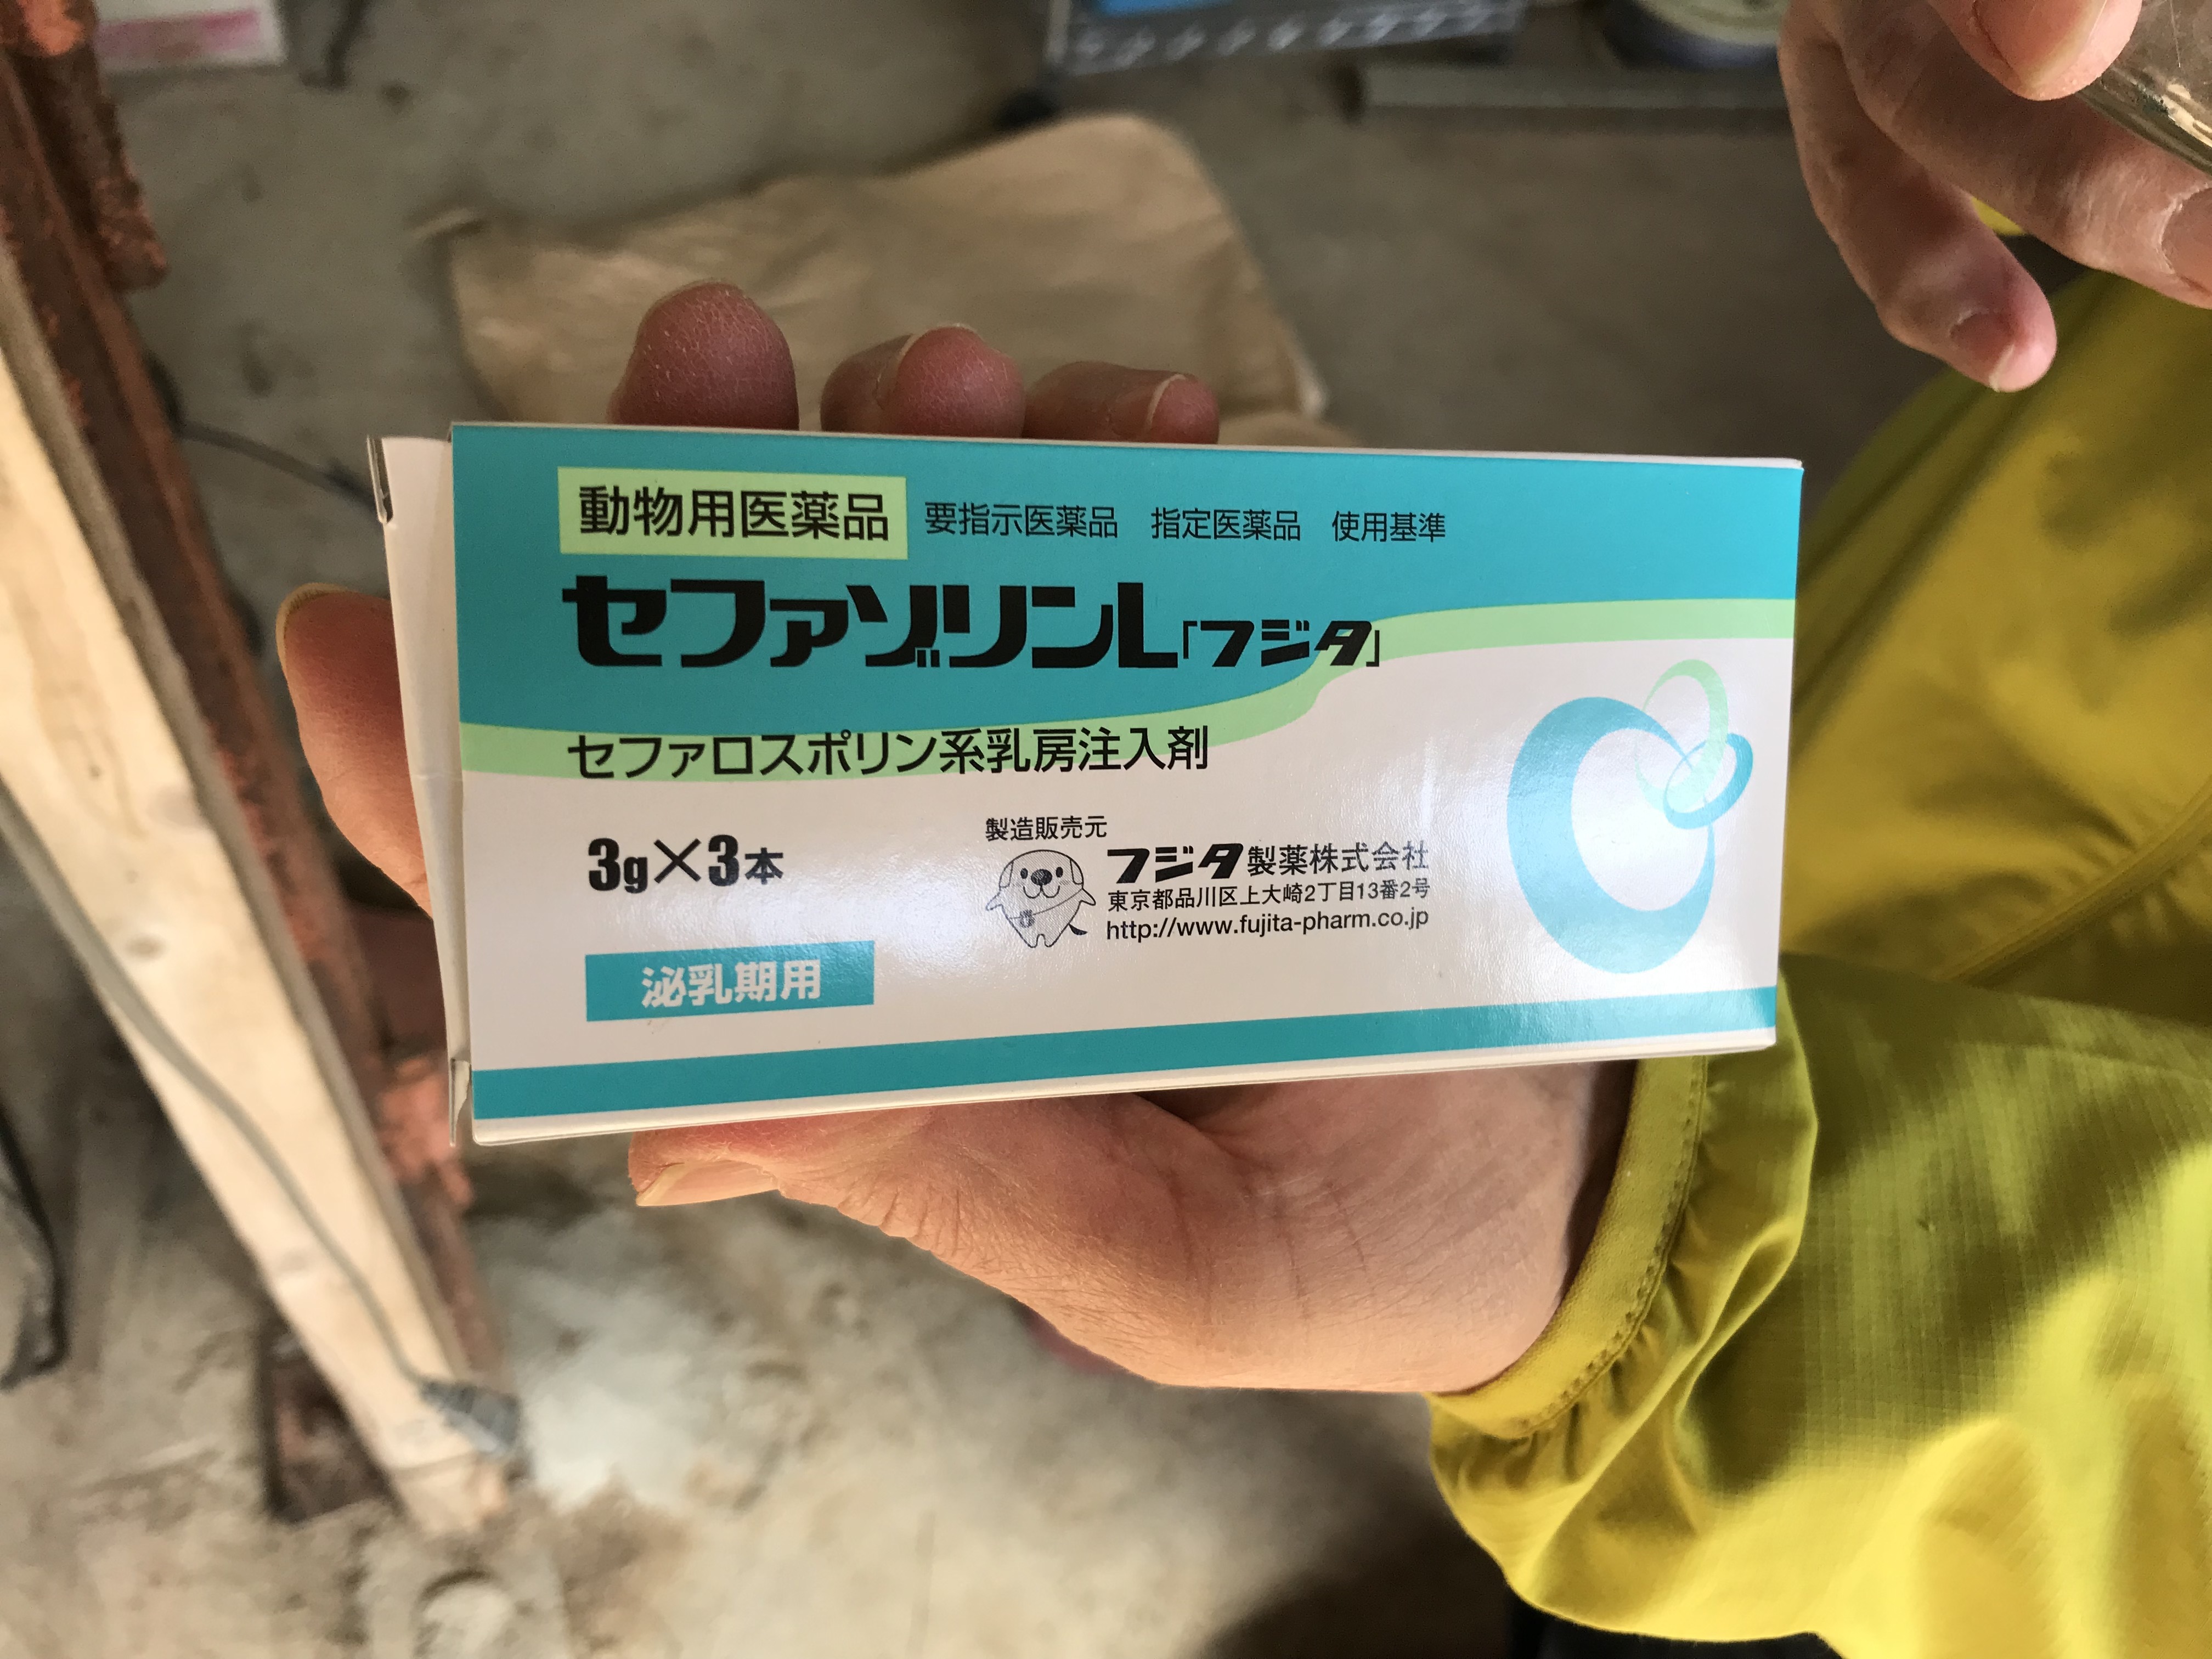 動物用医薬品 要指示医薬品 指定医薬品 使用基準
セファゾリンL「フジタ」
セファロスポリン系乳房注入剤
3g×3本
製造販売元
フジタ製薬株式会社
東京都品川区上大崎2丁目13番2号
http://www.fujita-pharm.co.jp
泌乳期用